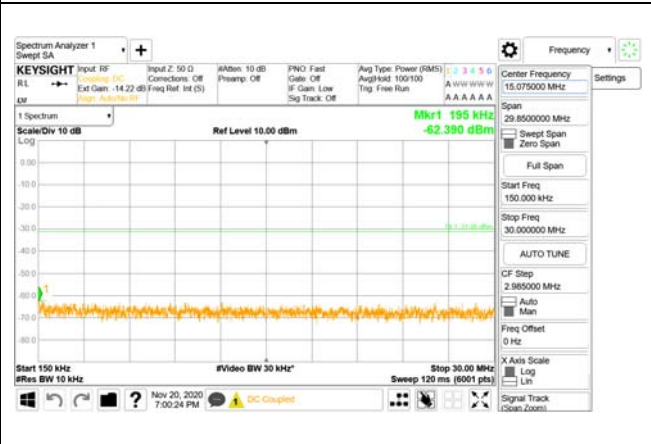 Spectrum Analyzer 1
Swept SA
Frequency
KEYSIGHT
RL
Input: RF
Coupling: DC
Ext Gain: -14.22 dB
Align: Auto/No RF
Input Z: 50 Ω
Corrections: Off
Freq Ref: Int (S)
#Atten: 10 dB
Preamp: Off
PNO: Fast
Gate: Off
IF Gain: Low
Sig Track: Off
Avg Type: Power (RMS)
Avg|Hold: 100/100
Trig: Free Run
1 2 3 4 5 6
A W W W W W
A A A A A A
1 Spectrum
Scale/Div 10 dB
Log
Ref Level 10.00 dBm
Mkr1 195 kHz
-62.390 dBm
0.00
-10.0
-20.0
-30.0
-40.0
-50.0
-60.0
-70.0
-80.0
1
Start 150 kHz
#Res BW 10 kHz
#Video BW 30 kHz*
Stop 30.00 MHz
Sweep 120 ms (6001 pts)
Nov 20, 2020
7:00:24 PM
DC Coupled
Center Frequency
15.075000 MHz
Settings
Span
29.8500000 MHz
Swept Span
Zero Span
Full Span
Start Freq
150.000 kHz
Stop Freq
30.000000 MHz
AUTO TUNE
CF Step
2.985000 MHz
Auto
Man
Freq Offset
0 Hz
X Axis Scale
Log
Lin
Signal Track
(Span Zoom)